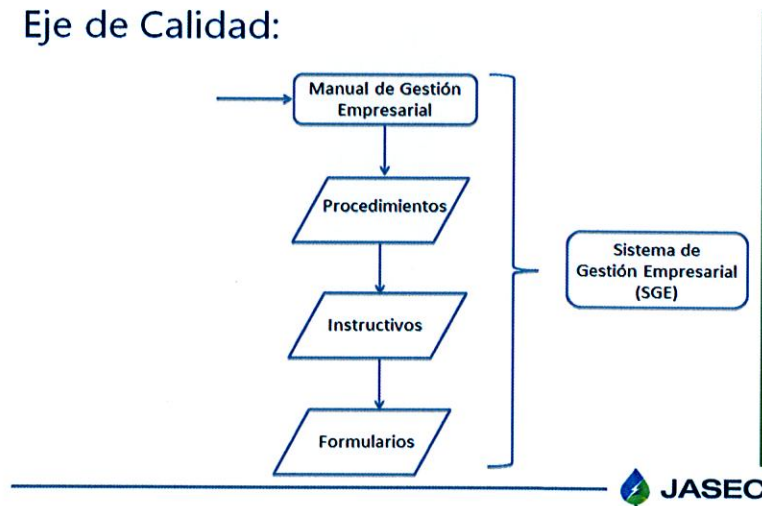 Eje de Calidad:
Manual de Gestión
Empresarial
Procedimientos
Instructivos
Formularios
Sistema de
Gestión Empresarial
(SGE)
JASEC